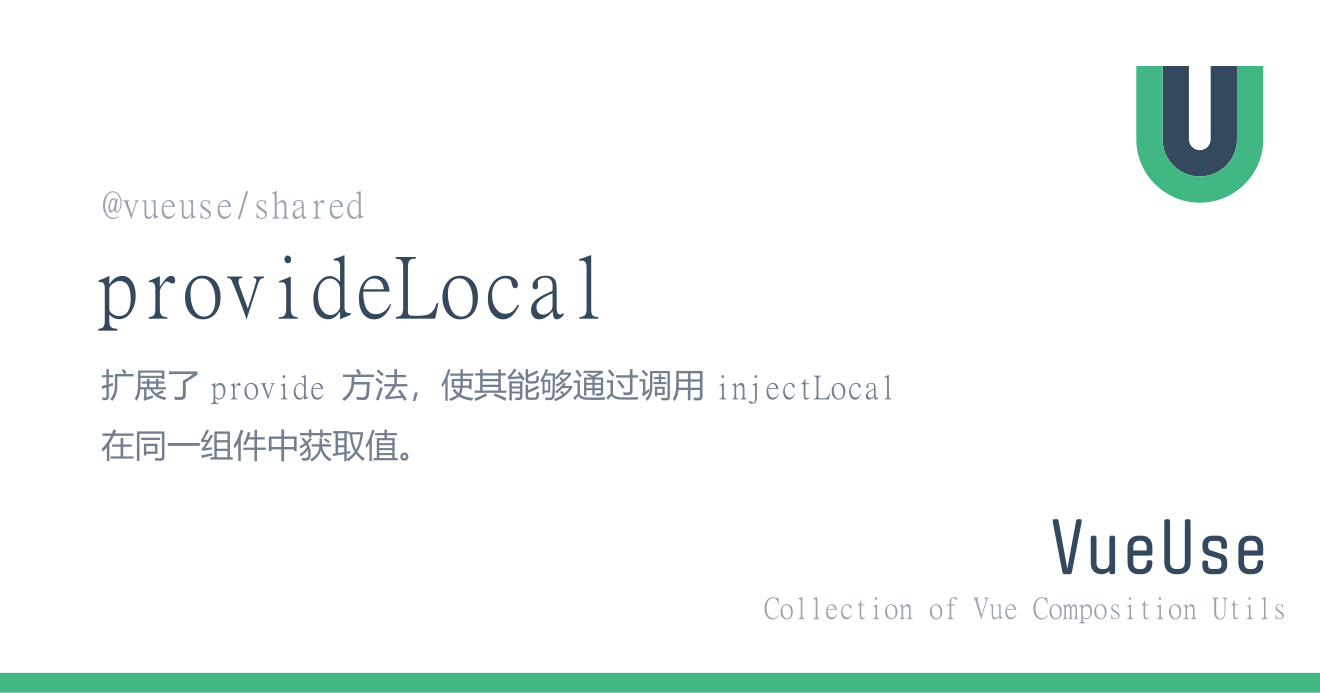 @vueuse/shared
provideLocal
扩展了 provide 方法，使其能够通过调用 injectLocal
在同一组件中获取值。
VueUse
Collection of Vue Composition Utils